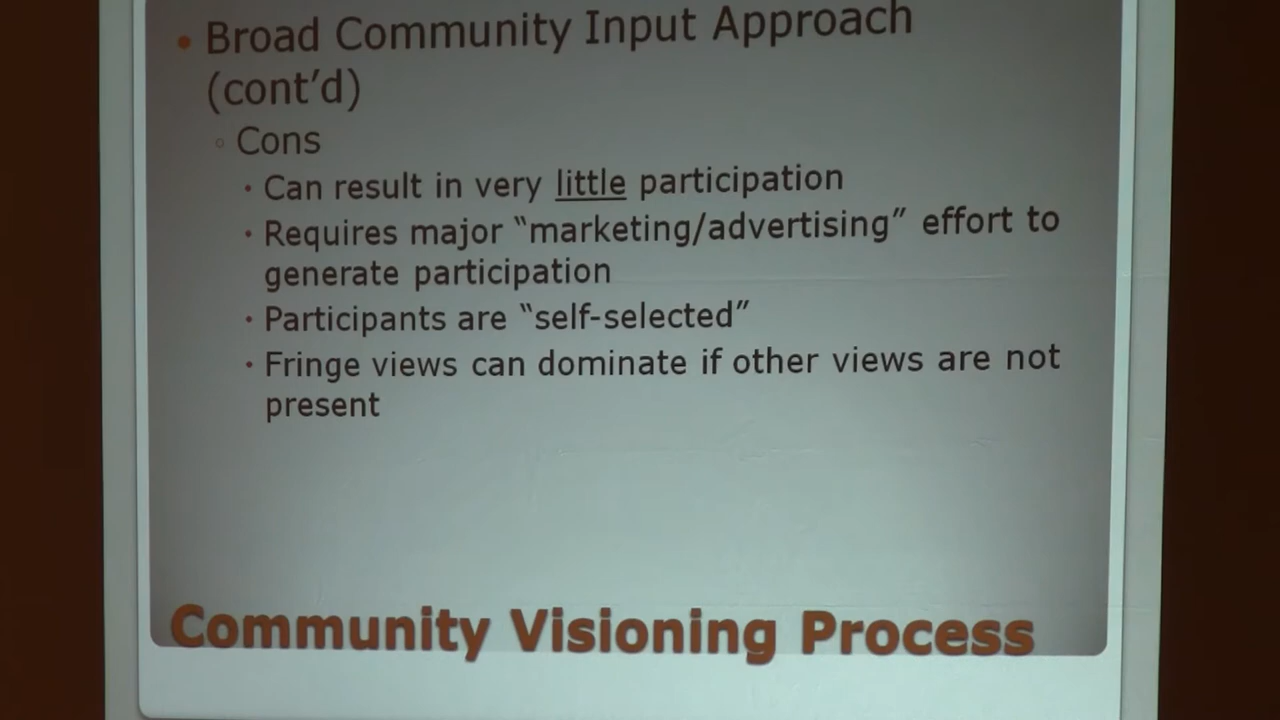 • Broad Community Input Approach
(cont’d)
◦ Cons
• Can result in very little participation
• Requires major “marketing/advertising” effort to
generate participation
• Participants are “self-selected”
• Fringe views can dominate if other views are not
present
Community Visioning Process